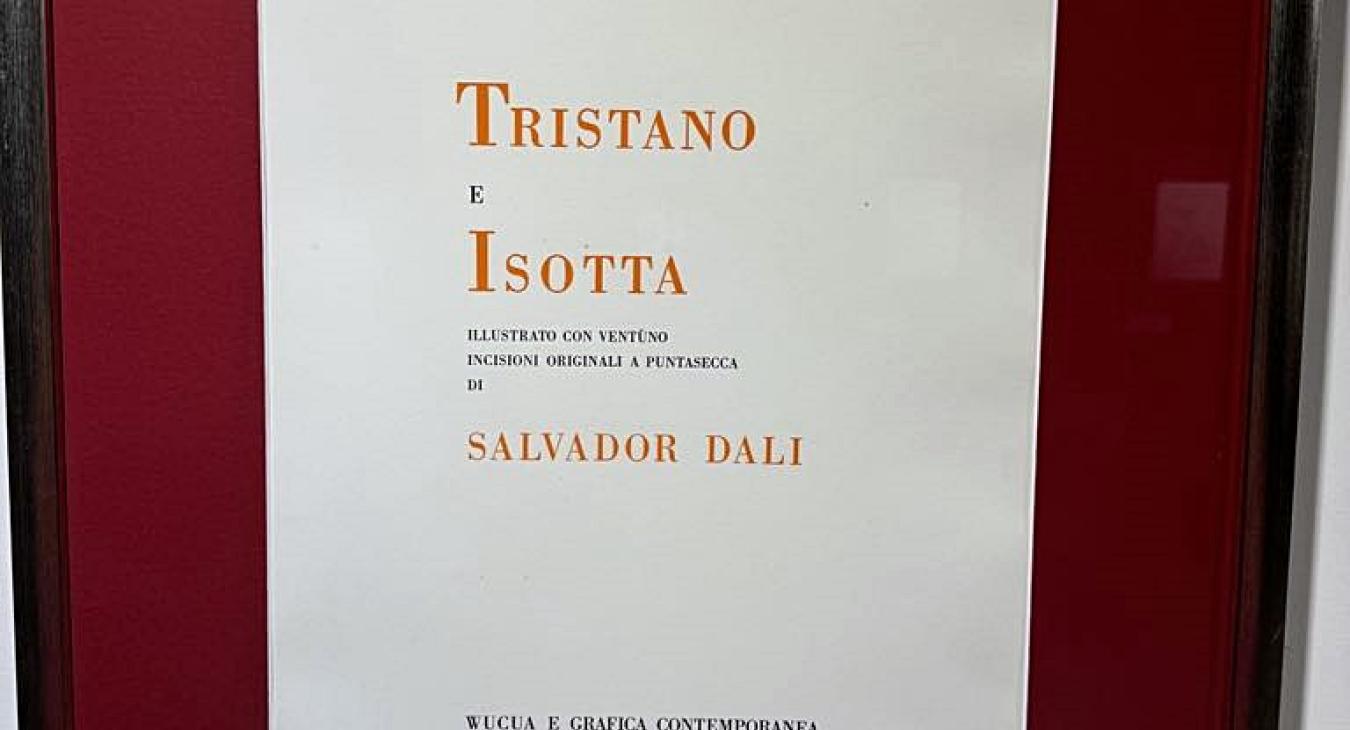 TRISTANO
E
ISOTTA
ILLUSTRATO CON VENTÙNO
INCISIONI ORIGINALI A PUNTASECCA
DI
SALVADOR DALI
WUCUA E GRAFICA CONTEMPORANEA